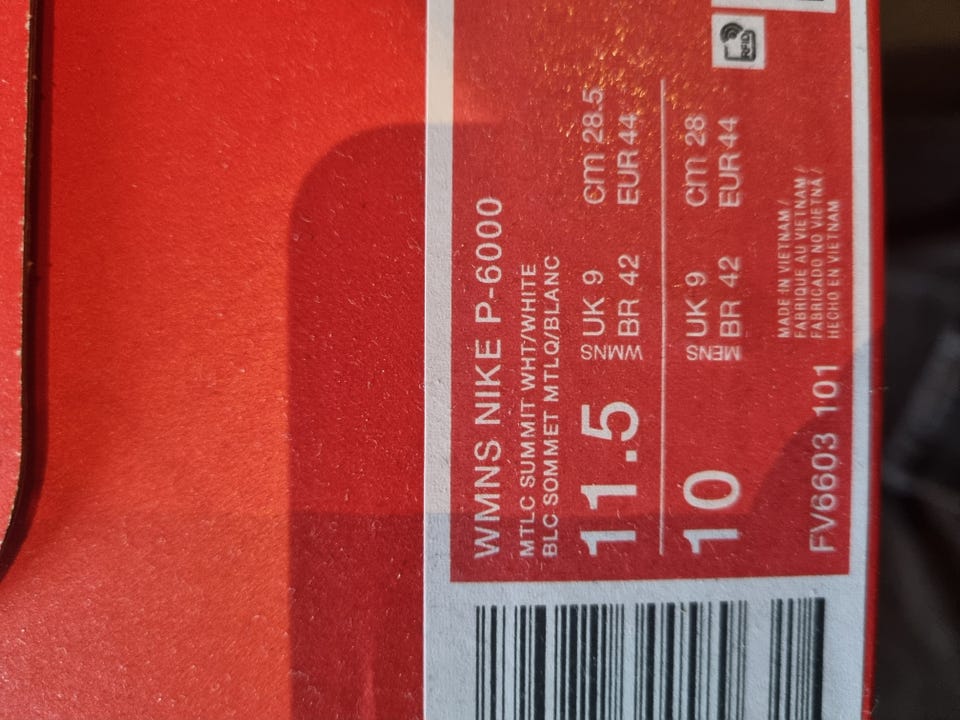 WMNS NIKE P-6000
MTLC SUMMIT WHT/WHITE
BLC SOMMET MTLQ/BLANC
11.5 WMNS UK 9 cm 28.5
BR 42 EUR 44
10 MENS UK 9 cm 28
BR 42 EUR 44
FV6603 101
MADE IN VIETNAM /
FABRIQUE AU VIETNAM /
FABRICADO NO VIETNÃ /
HECHO EN VIETNAM
RFID